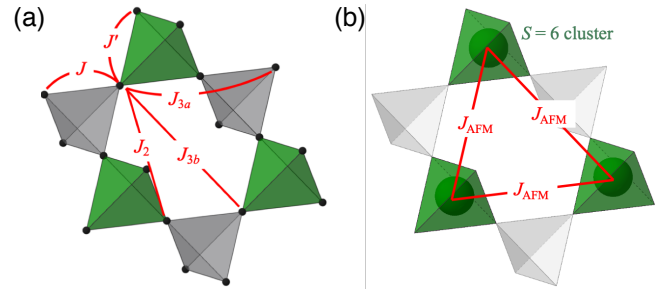 (a)
J
J'
J3a
J2
J3b
(b)
S = 6 cluster
JAFM
JAFM
JAFM